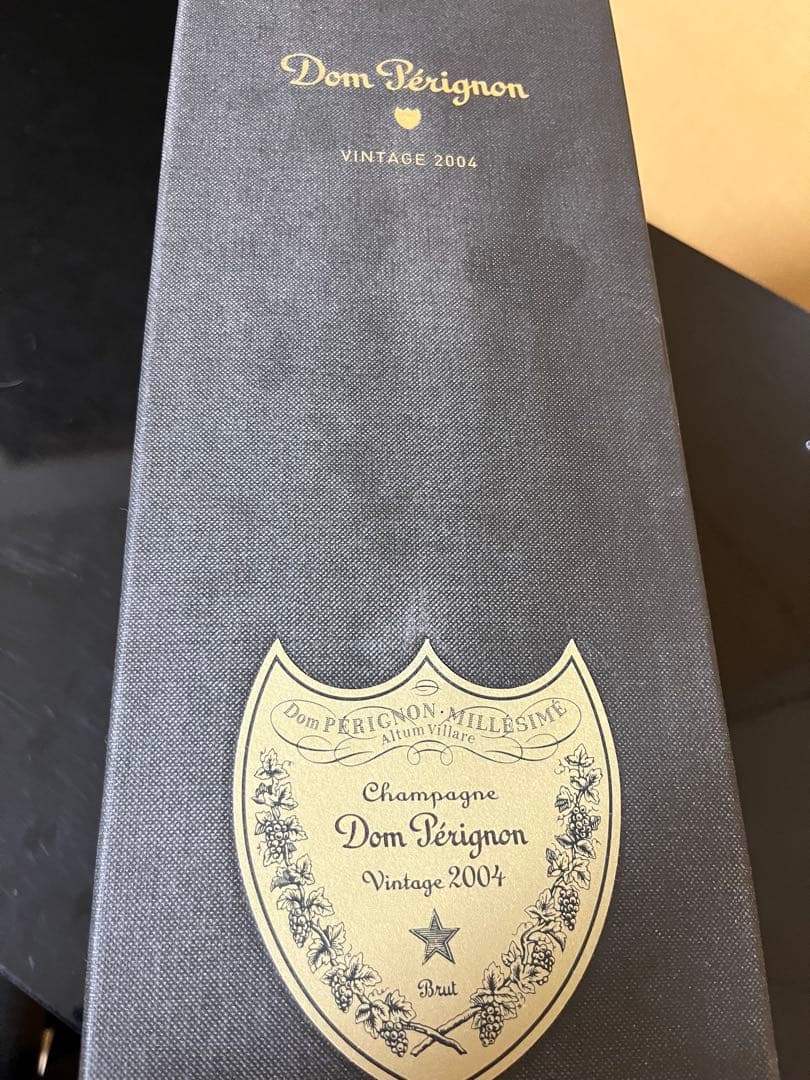 Dom Pérignon
VINTAGE 2004
Dom PÉRIGNON · MILLÉSIMÉ
Altum Villare
Champagne
Dom Pérignon
Vintage 2004
Brut